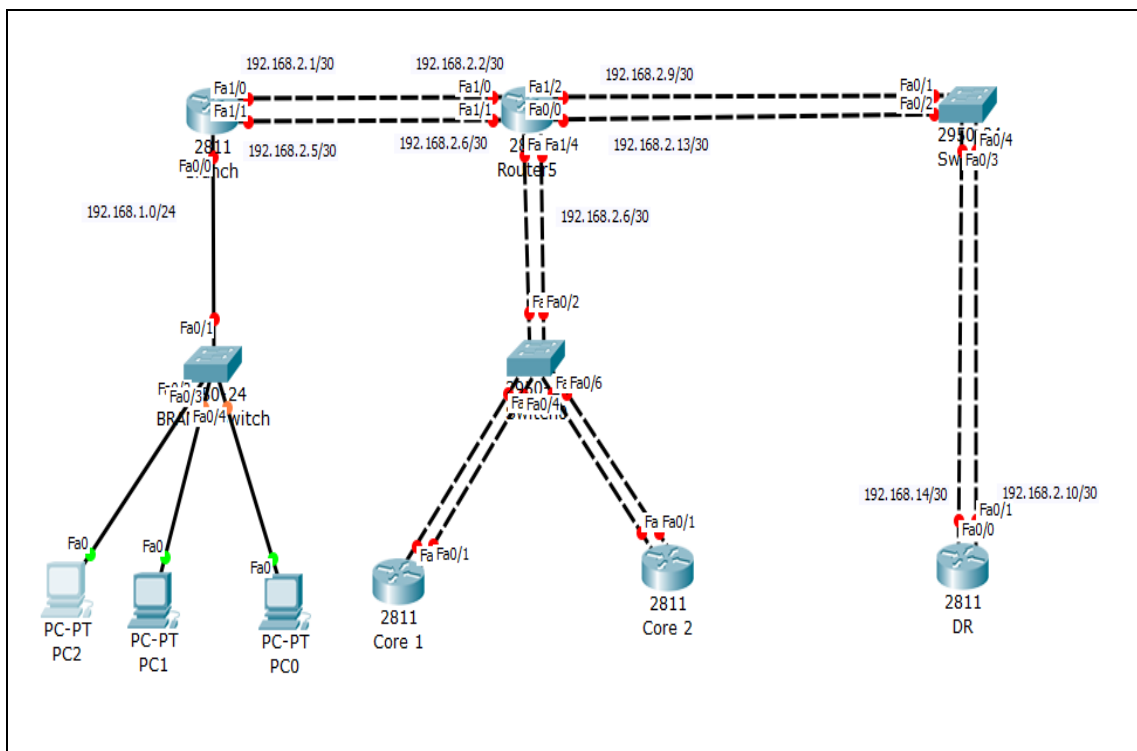 192.168.2.1/30
192.168.2.2/30
192.168.2.9/30
Fa1/0
Fa1/0
Fa1/2
Fa0/1
Fa1/1
Fa1/1
Fa0/0
Fa0/2
2811
192.168.2.5/30
192.168.2.6/30
Fa1/4
192.168.2.13/30
Fa0/4
Fa0/0
Router5
Fa0/3
192.168.1.0/24
192.168.2.6/30
Fa0/2
Fa0/1
Fa0/6
Fa0/3
Fa0/4
Fa0/4
192.168.14/30
192.168.2.10/30
Fa0/1
Fa0/0
Fa0
Fa0
Fa0
Fa0/1
Fa0/1
2811
Core 1
2811
Core 2
2811
DR
PC-PT
PC2
PC-PT
PC1
PC-PT
PC0